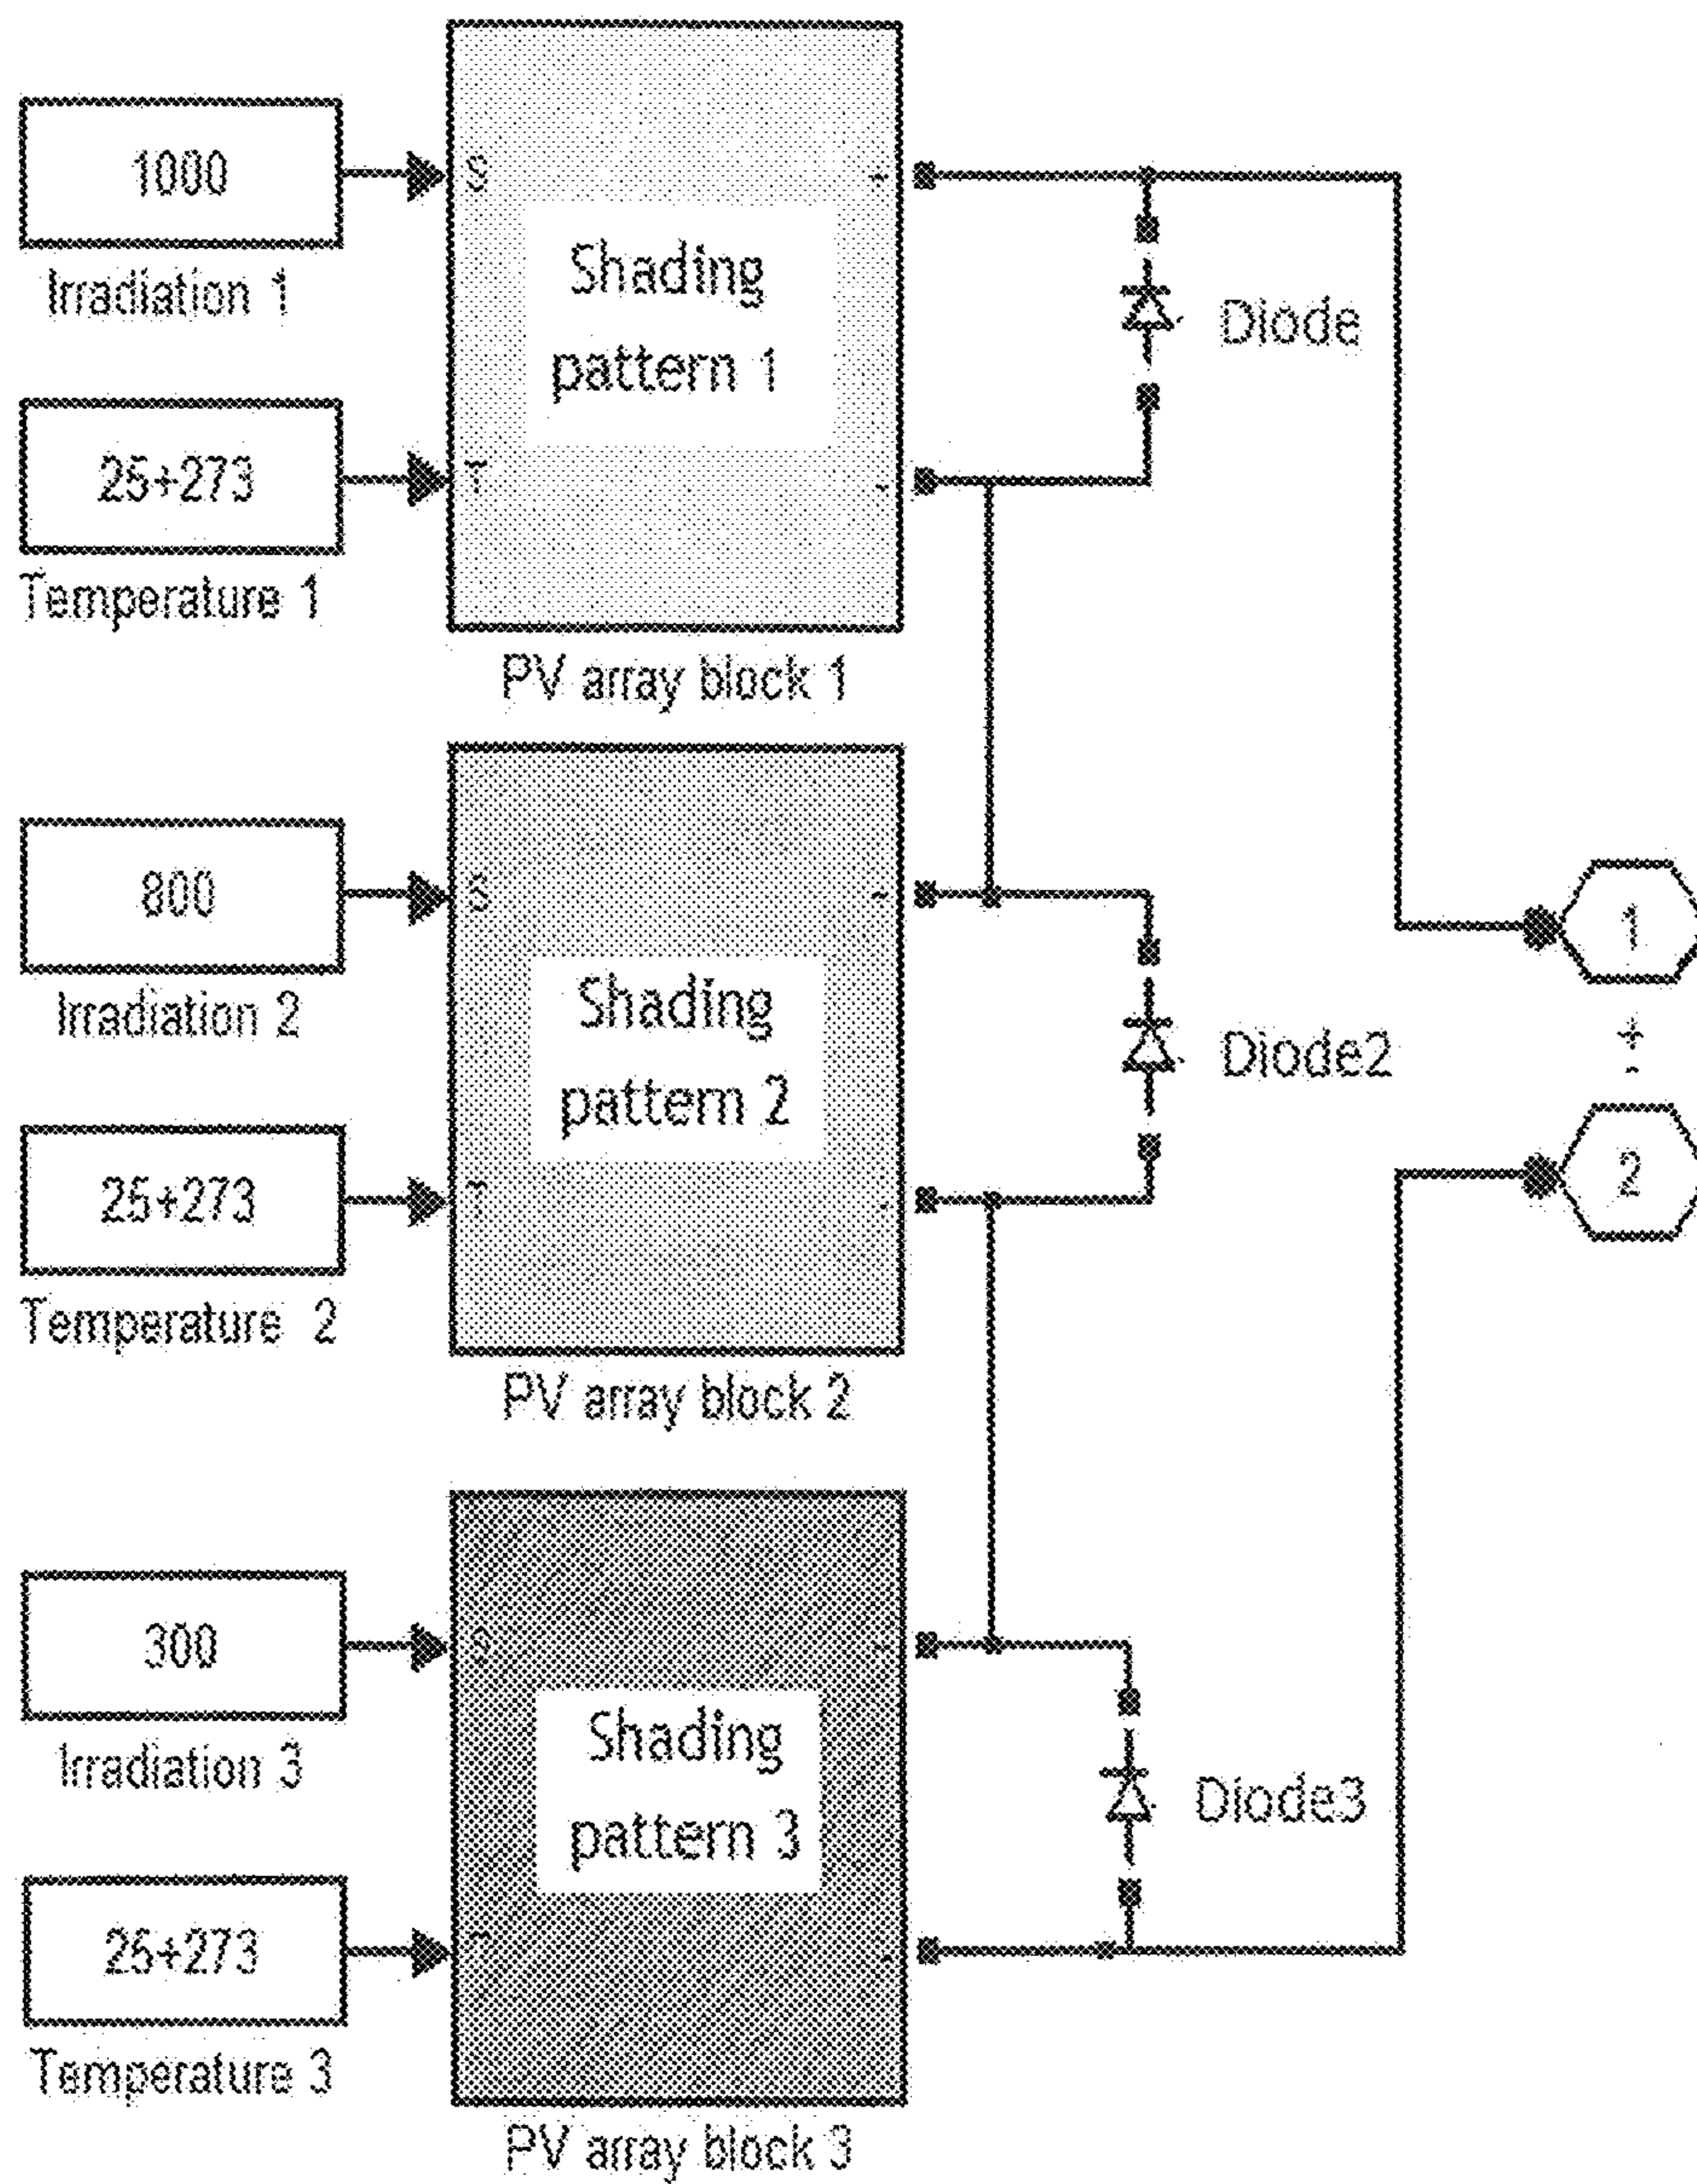 1000
Irradiation 1
25+273
Temperature 1
S
T
+
-
Shading
pattern 1
PV array block 1
Diode
800
Irradiation 2
25+273
Temperature 2
S
T
-
-
Shading
pattern 2
PV array block 2
Diode2
1
+
-
2
300
Irradiation 3
25+273
Temperature 3
-
-
Shading
pattern 3
PV array block 3
Diode3